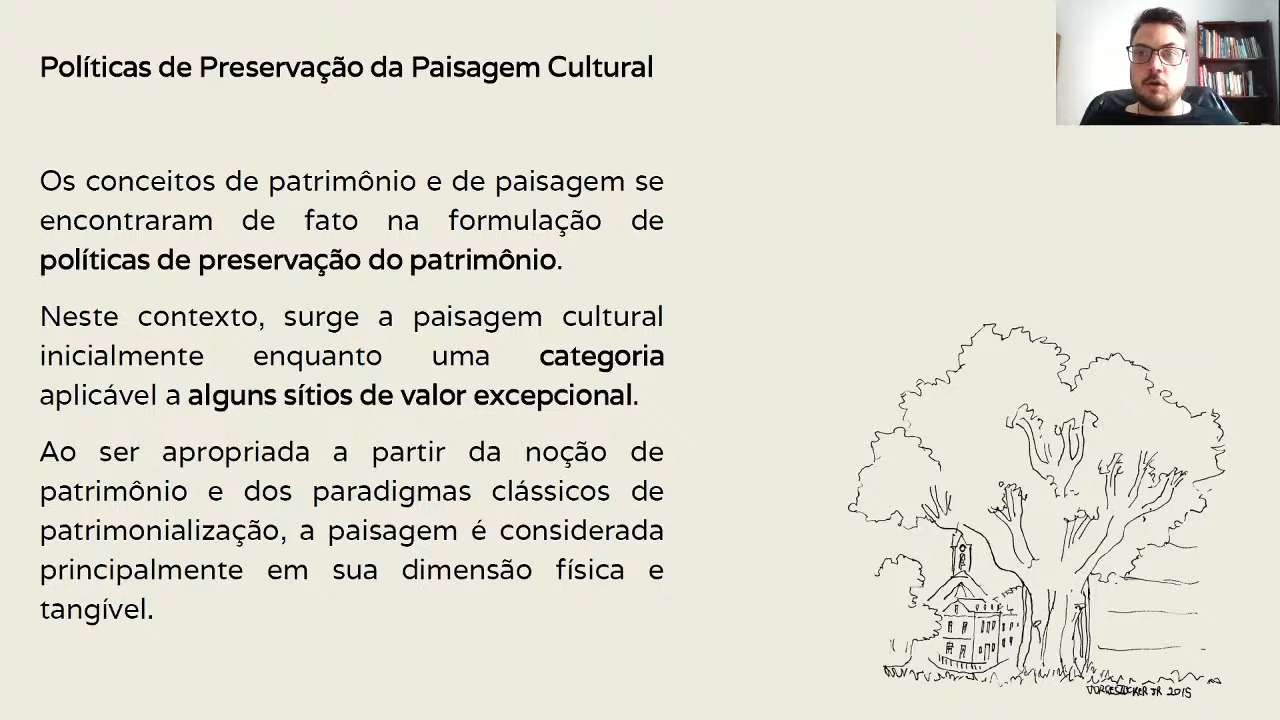 Políticas de Preservação da Paisagem Cultural
Os conceitos de patrimônio e de paisagem se
encontraram de fato na formulação de
políticas de preservação do patrimônio.
Neste contexto, surge a paisagem cultural
inicialmente enquanto uma categoria
aplicável a alguns sítios de valor excepcional.
Ao ser apropriada a partir da noção de
patrimônio e dos paradigmas clássicos de
patrimonialização, a paisagem é considerada
principalmente em sua dimensão física e
tangível.
JR 2015